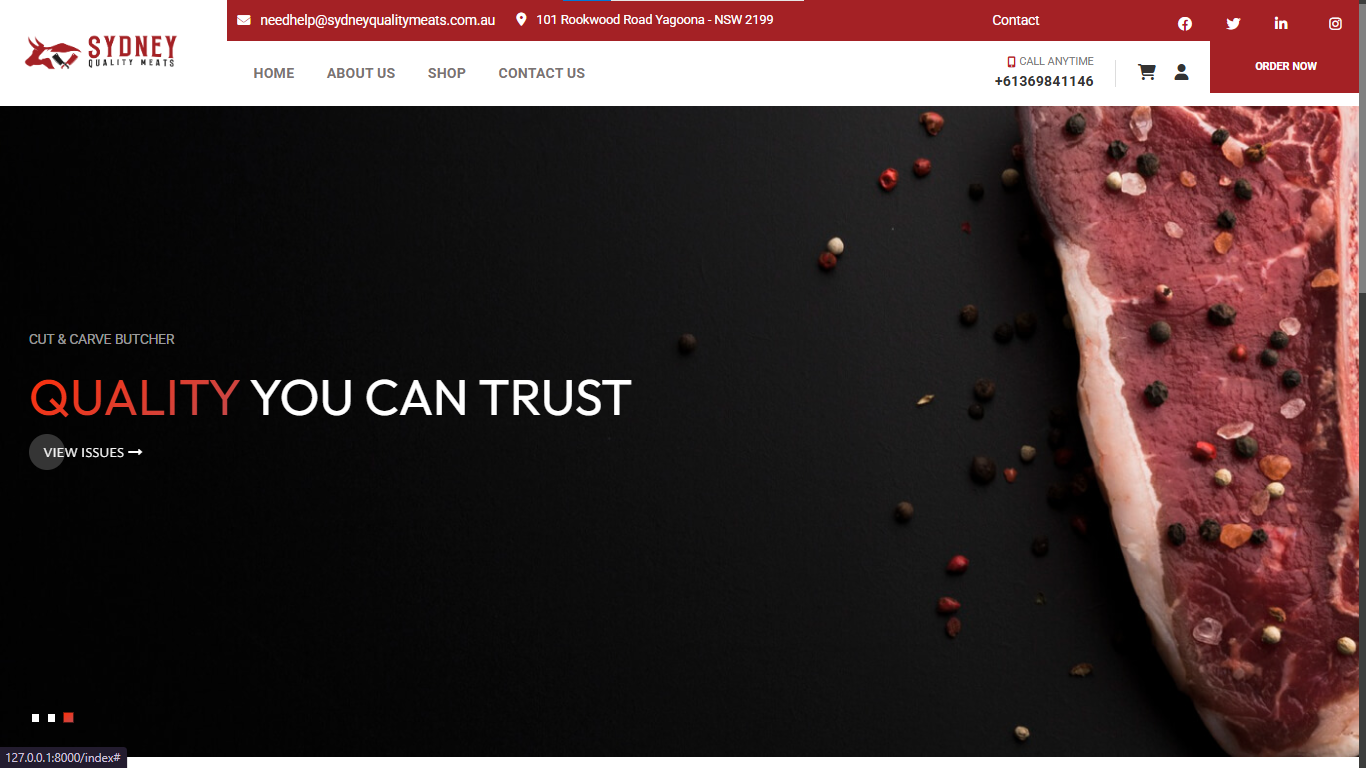 SYDNEY
QUALITY MEATS
needhelp@sydneyqualitymeats.com.au
101 Rookwood Road Yagoona - NSW 2199
Contact
HOME
ABOUT US
SHOP
CONTACT US
CALL ANYTIME
+61369841146
ORDER NOW
CUT & CARVE BUTCHER
QUALITY YOU CAN TRUST
VIEW ISSUES
127.0.0.1:8000/index#